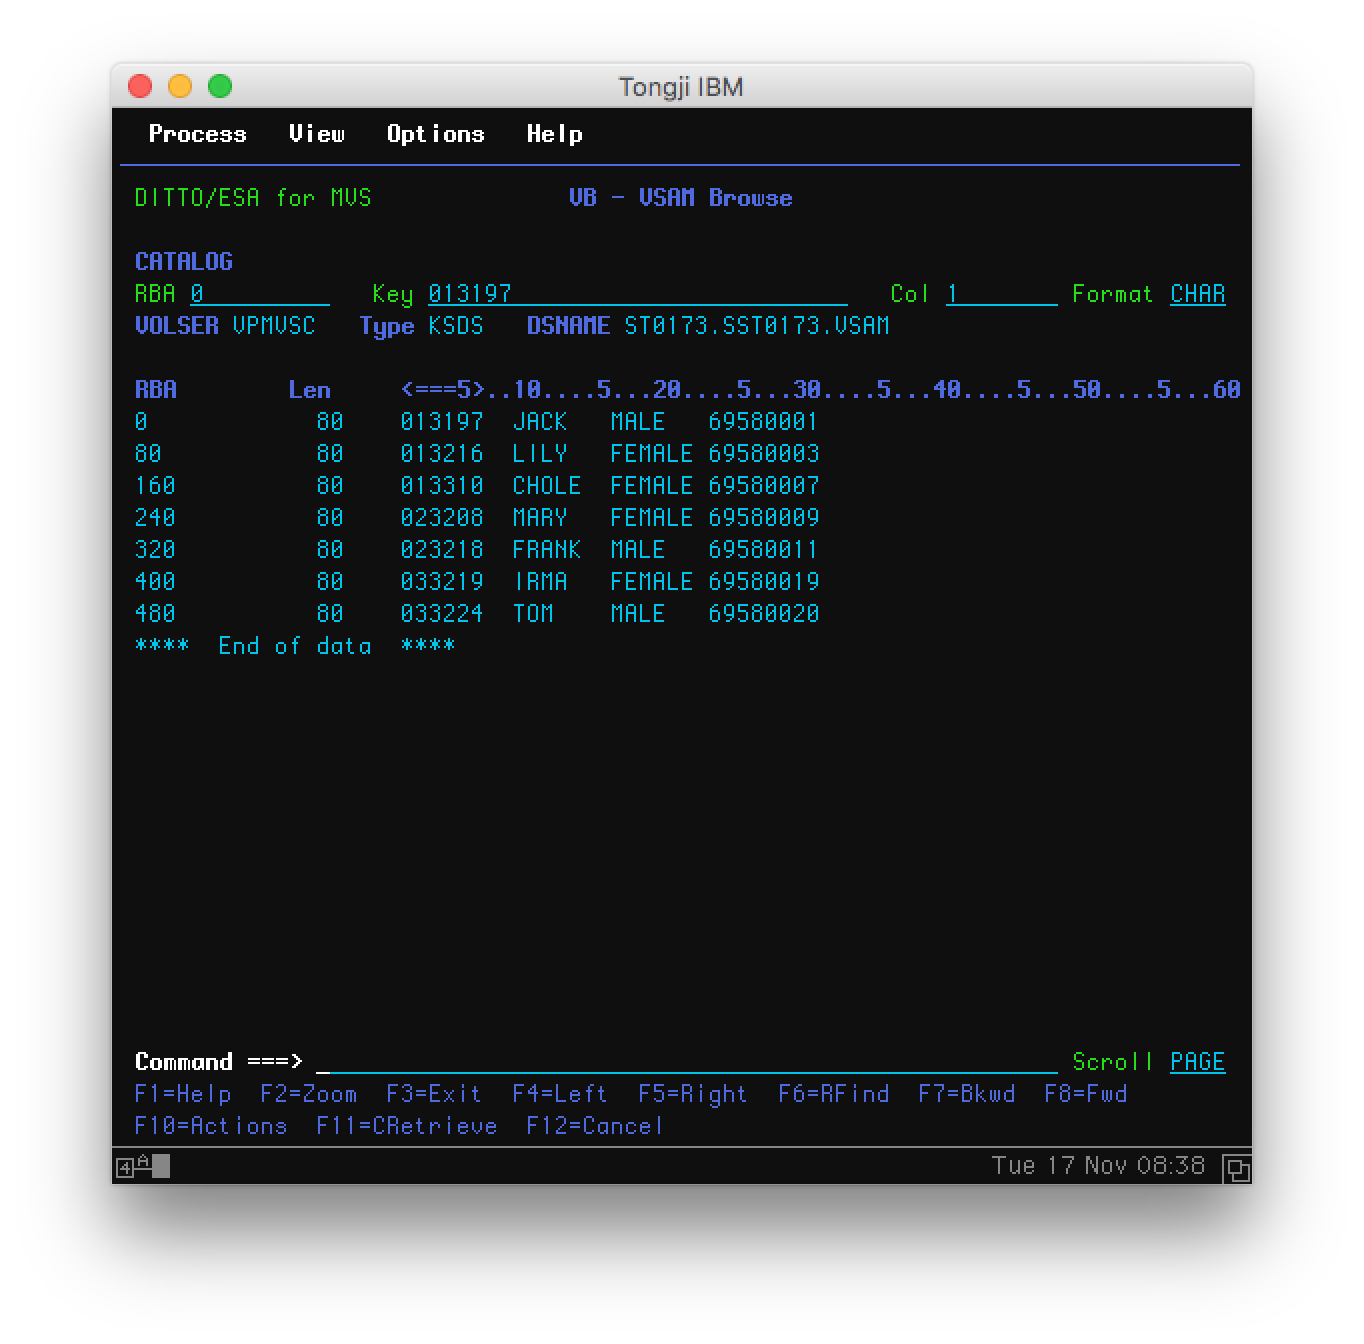 Tongji IBM
Process View Options Help
DITTO/ESA for MVS VB - VSAM Browse
CATALOG
RBA 0 Key 013197 Col 1 Format CHAR
VOLSER VPMVSC Type KSDS DSNAME ST0173.SST0173.VSAM
RBA Len <===5>..10....5...20....5...30....5...40....5...50....5...60
0 80 013197 JACK MALE 69580001
80 80 013216 LILY FEMALE 69580003
160 80 013310 CHOLE FEMALE 69580007
240 80 023208 MARY FEMALE 69580009
320 80 023218 FRANK MALE 69580011
400 80 033219 IRMA FEMALE 69580019
480 80 033224 TOM MALE 69580020
**** End of data ****
Command ===> _ Scroll PAGE
F1=Help F2=Zoom F3=Exit F4=Left F5=Right F6=RFind F7=Bkwd F8=Fwd
F10=Actions F11=CRetrieve F12=Cancel
4 A Tue 17 Nov 08:38